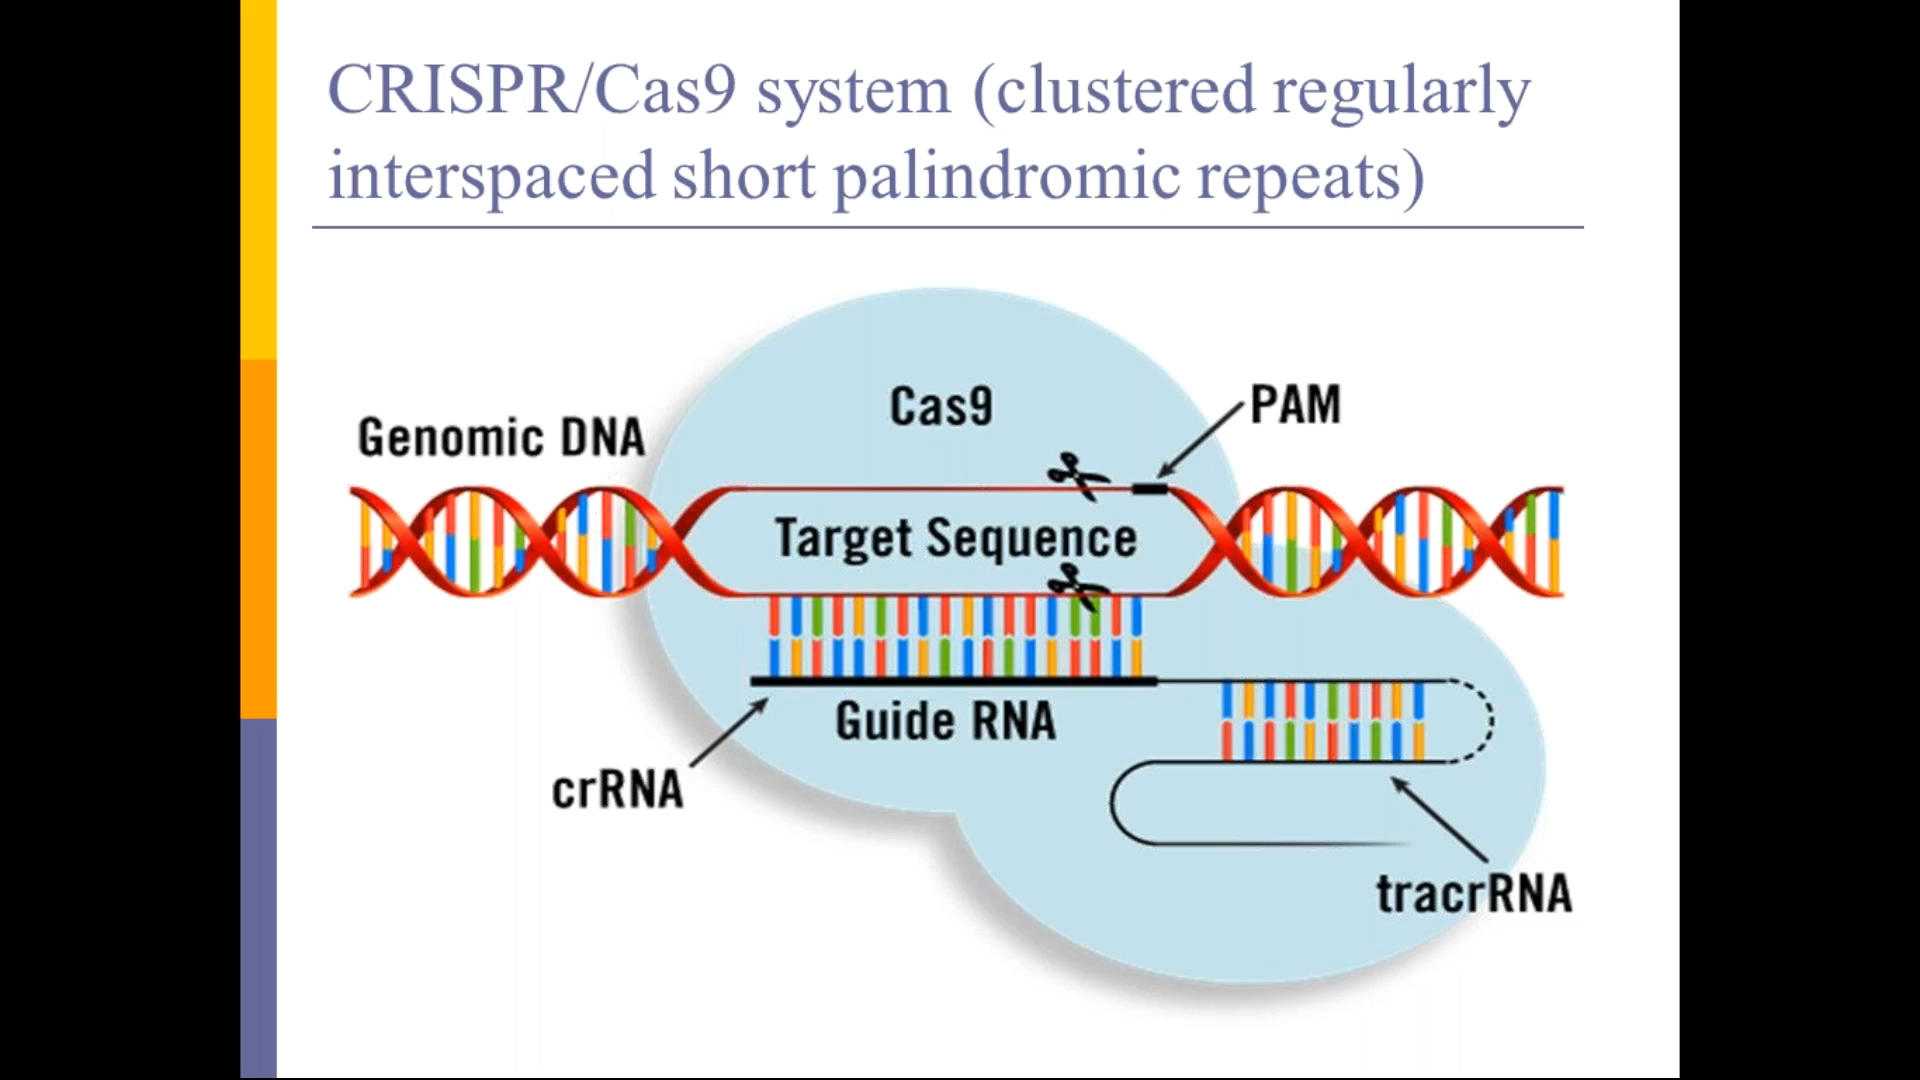 CRISPR/Cas9 system (clustered regularly
interspaced short palindromic repeats)
Cas9
PAM
Genomic DNA
Target Sequence
Guide RNA
crRNA
tracrRNA